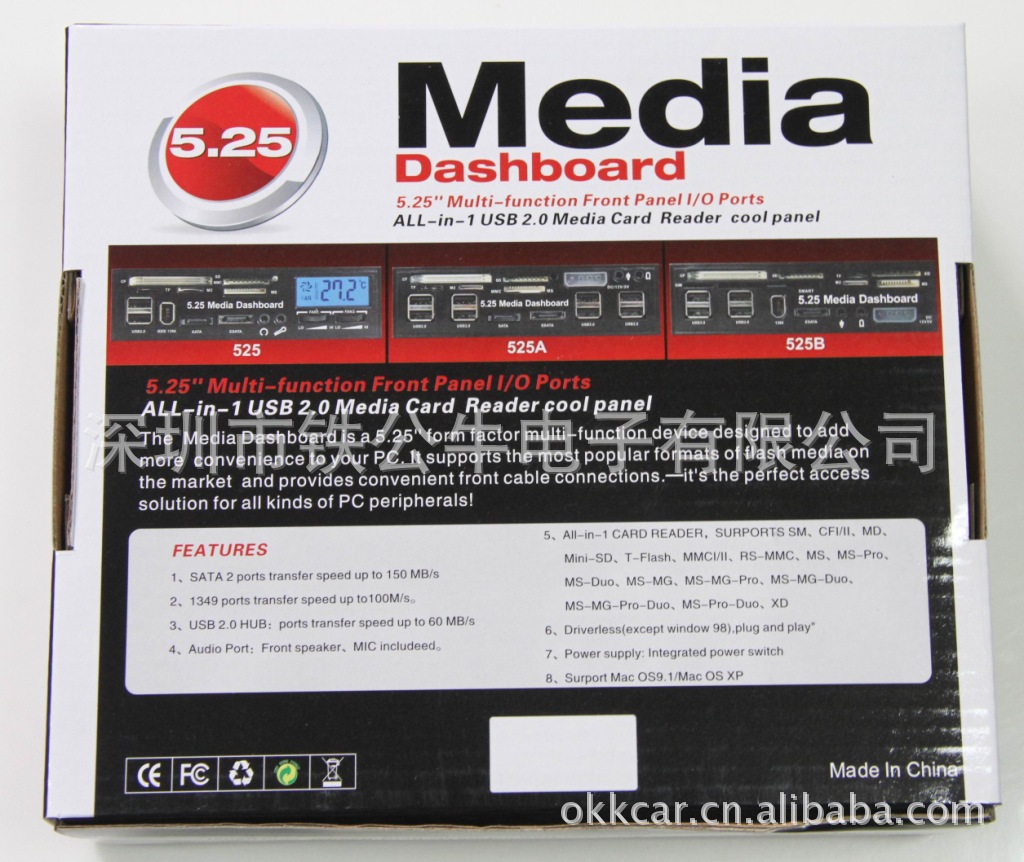 5.25
Media
Dashboard
5.25" Multi-function Front Panel I/O Ports
ALL-in-1 USB 2.0 Media Card Reader cool panel
5.25 Media Dashboard
27.2 °C
525
5.25 Media Dashboard
525A
5.25 Media Dashboard
525B
5.25" Multi-function Front Panel I/O Ports
ALL-in-1 USB 2.0 Media Card Reader cool panel
深圳市铁公牛电子有限公司
The Media Dashboard is a 5.25" form factor multi-function device designed to add
more convenience to your PC. It supports the most popular formats of flash media on
the market and provides convenient front cable connections.—it's the perfect access
solution for all kinds of PC peripherals!
FEATURES
1、SATA 2 ports transfer speed up to 150 MB/s
2、1349 ports transfer speed up to100M/s。
3、USB 2.0 HUB: ports transfer speed up to 60 MB/s
4、Audio Port: Front speaker、MIC includeed。
5、All-in-1 CARD READER, SURPORTS SM、CFI/II、MD、
Mini-SD、T-Flash、MMCI/II、RS-MMC、MS、MS-Pro、
MS-Duo、MS-MG、MS-MG-Pro、MS-MG-Duo、
MS-MG-Pro-Duo、MS-Pro-Duo、XD
6、Driverless(except window 98),plug and play*
7、Power supply: Integrated power switch
8、Surport Mac OS9.1/Mac OS XP
CE FC
Made In China
okkcar.cn.alibaba.com